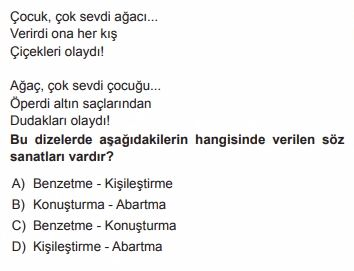 Çocuk, çok sevdi ağacı...
Verirdi ona her kış
Çiçekleri olaydı!
Ağaç, çok sevdi çocuğu...
Öperdi altın saçlarından
Dudakları olaydı!
Bu dizelerde aşağıdakilerin hangisinde verilen söz
sanatları vardır?
A) Benzetme - Kişileştirme
B) Konuşturma - Abartma
C) Benzetme - Konuşturma
D) Kişileştirme - Abartma